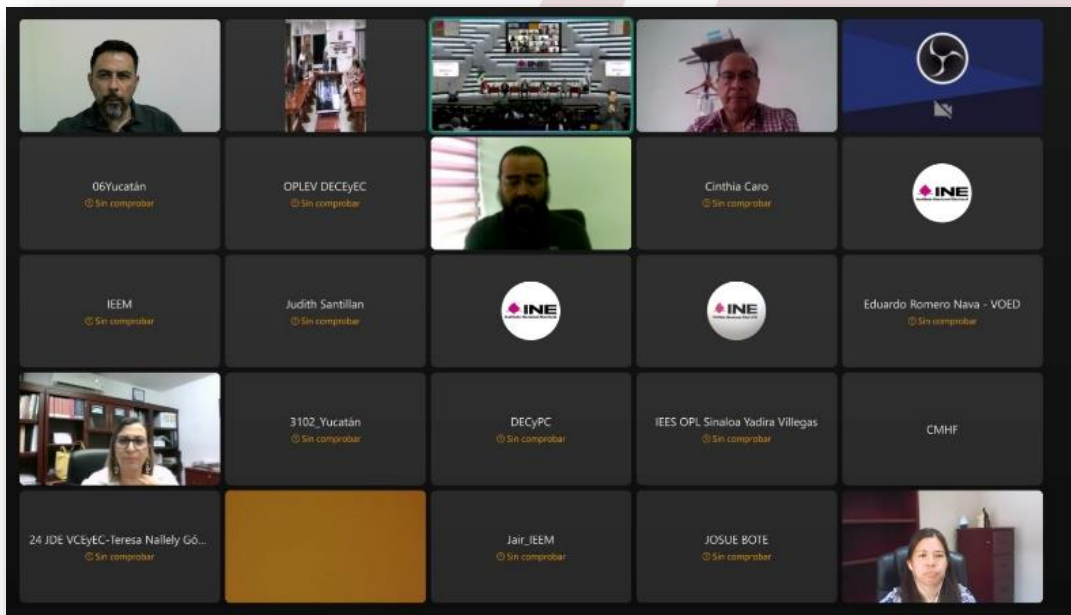 06Yucatán
Sin comprobar
OPLEV DECEyEC
Sin comprobar
Cinthia Caro
Sin comprobar
INE
IEEM
Sin comprobar
Judith Santillan
Sin comprobar
INE
INE
Eduardo Romero Nava - VOED
Sin comprobar
3102_Yucatán
Sin comprobar
DECyPC
Sin comprobar
IEES OPL Sinaloa Yadira Villegas
Sin comprobar
CMHF
24 JDE VCEyEC-Teresa Nallely Gó...
Sin comprobar
Jair_IEEM
Sin comprobar
JOSUE BOTE
Sin comprobar